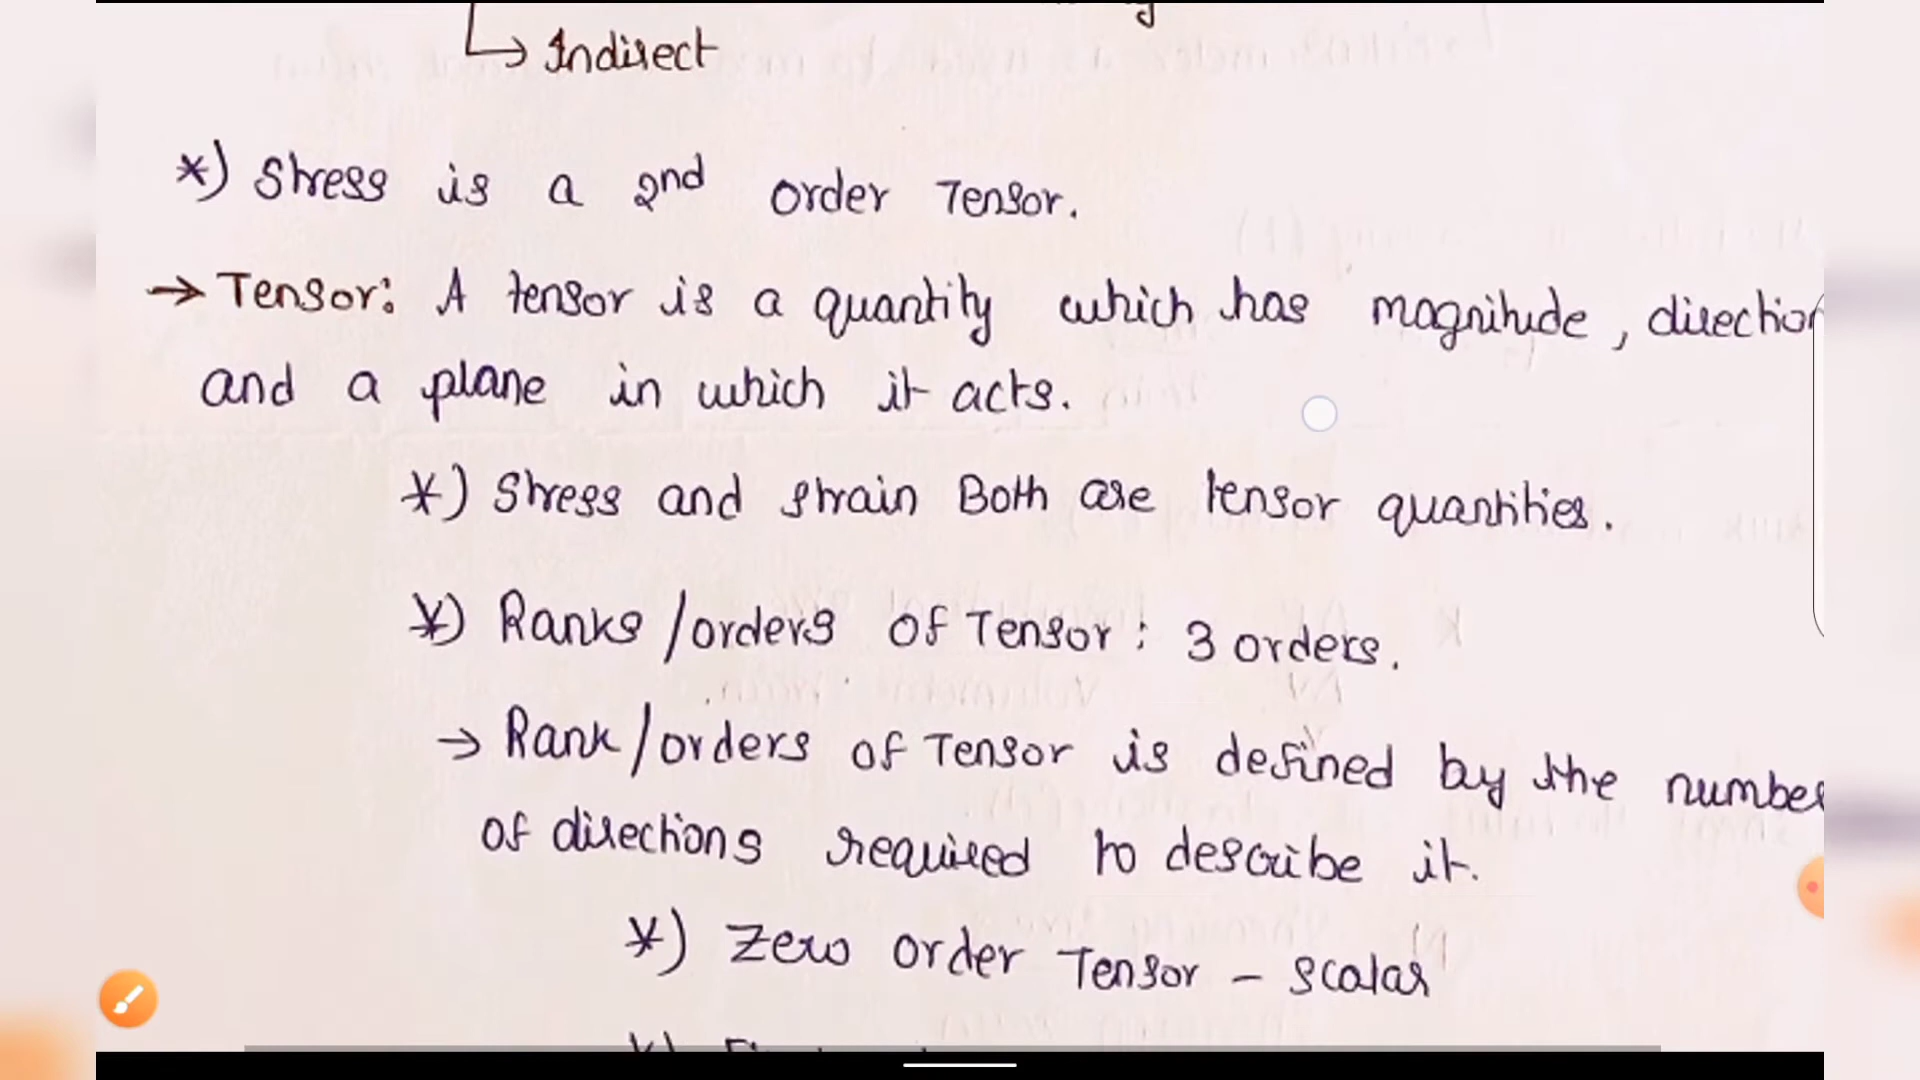 ↳ Indirect
*) Stress is a 2nd order Tensor.
→ Tensor: A tensor is a quantity which has magnitude, direction
and a plane in which it acts.
*) Stress and strain Both are tensor quantities.
*) Ranks/orders of Tensor: 3 orders.
→ Rank/orders of Tensor is defined by the number
of directions required to describe it.
*) Zero order Tensor - scalar